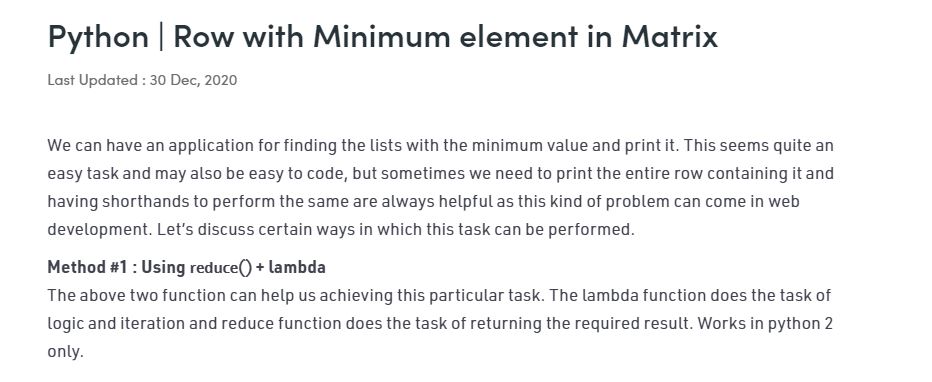 Python | Row with Minimum element in Matrix
Last Updated : 30 Dec, 2020
We can have an application for finding the lists with the minimum value and print it. This seems quite an
easy task and may also be easy to code, but sometimes we need to print the entire row containing it and
having shorthands to perform the same are always helpful as this kind of problem can come in web
development. Let’s discuss certain ways in which this task can be performed.
Method #1 : Using reduce() + lambda
The above two function can help us achieving this particular task. The lambda function does the task of
logic and iteration and reduce function does the task of returning the required result. Works in python 2
only.